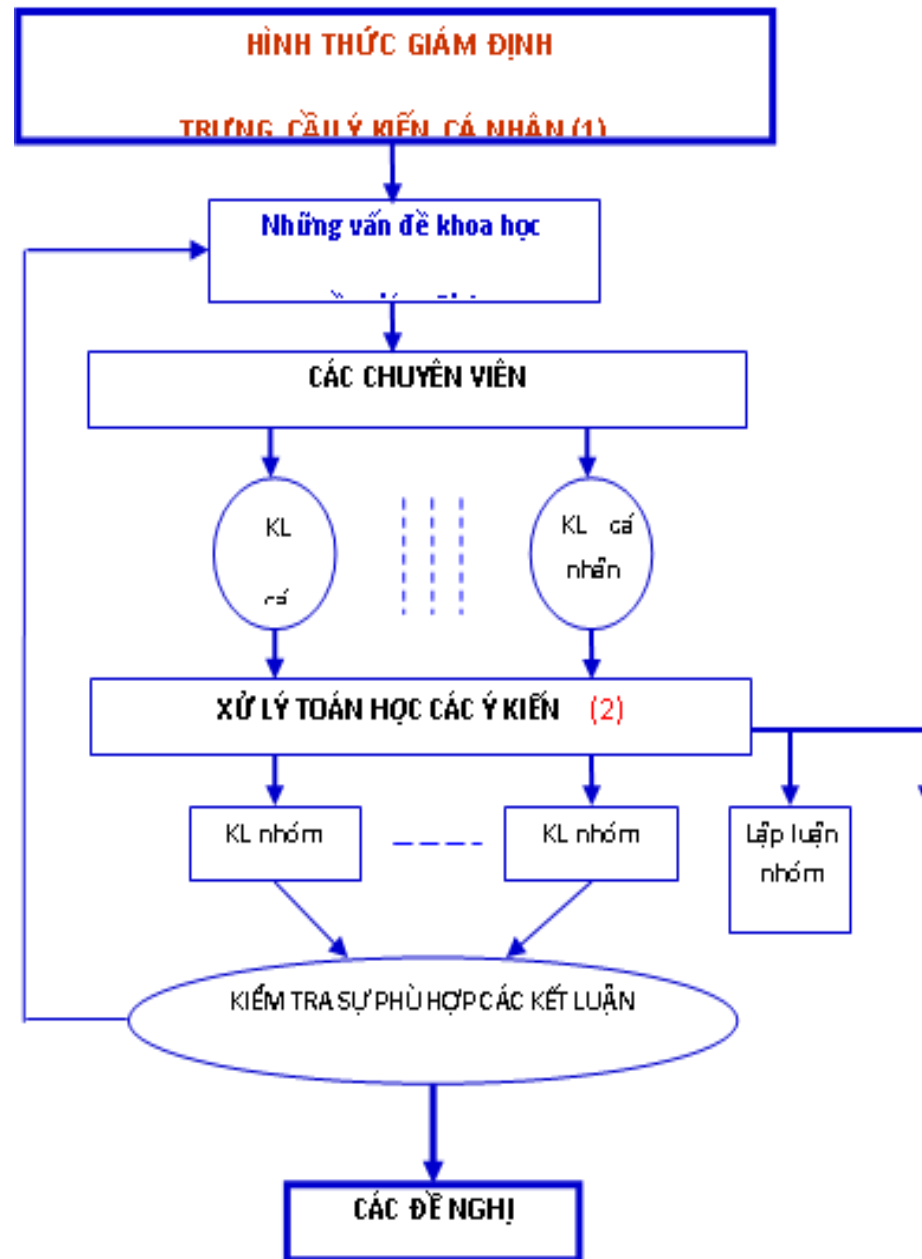 HÌNH THỨC GIÁM ĐỊNH
TRƯNG CẦU Ý KIẾN CÁ NHÂN (1)
Những vấn đề khoa học
CÁC CHUYÊN VIÊN
KL
cá
KL cá
nhân
XỬ LÝ TOÁN HỌC CÁC Ý KIẾN (2)
KL nhóm
KL nhóm
Lập luận
nhóm
KIỂM TRA SỰ PHÙ HỢP CÁC KẾT LUẬN
CÁC ĐỀ NGHỊ